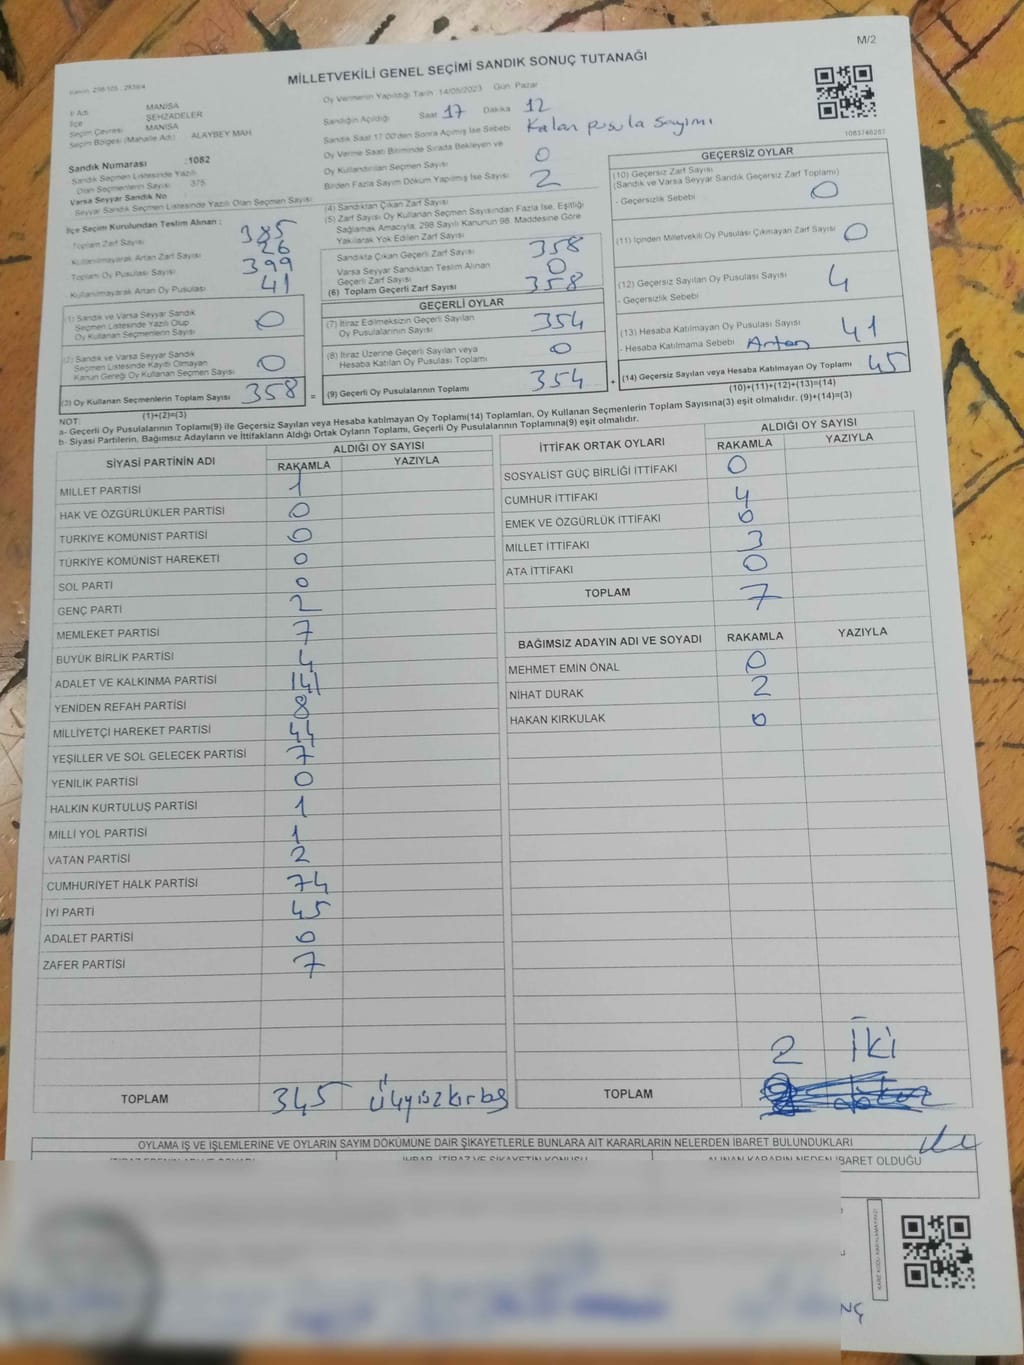 M/2
MİLLETVEKİLİ GENEL SEÇİMİ SANDIK SONUÇ TUTANAĞI
Oy Vermenin Yapıldığı Tarih :14/05/2023 Gün: Pazar
İl Adı MANİSA
İlçe ŞEHZADELER
Seçim Çevresi MANİSA
Seçim Bölgesi (Mahalle Adı) ALAYBEY MAH
Sandık Numarası :1082
Sandık Seçmen Listesinde Yazılı
Olan Seçmenlerin Sayısı 375
Varsa Seyyar Sandık No
Seyyar Sandık Seçmen Listesinde Yazılı Olan Seçmen Sayısı
İlçe Seçim Kurulundan Teslim Alınan :
Toplam Zarf Sayısı 385
Kullanılmayarak Artan Zarf Sayısı 26
Toplam Oy Pusulası Sayısı 399
- Kullanılmayarak Artan Oy Pusulası 41
(1) Sandık ve Varsa Seyyar Sandık
Seçmen Listesinde Yazılı Olup
Oy Kullanan Seçmenlerin Sayısı 0
(2) Sandık ve Varsa Seyyar Sandık
Seçmen Listesinde Kayıtlı Olmayan
Kanun Gereği Oy Kullanan Seçmen Sayısı 0
(3) Oy Kullanan Seçmenlerin Toplam Sayısı 358
(1)+(2)=(3)
Sandığın Açıldığı Saat 17 Dakika 12
Sandık Saat 17:00'den Sonra Açılmış İse Sebebi Kalan pusula sayımı
Oy Verme Saati Bitiminde Sırada Bekleyen ve
Oy Kullandırılan Seçmen Sayısı 0
Birden Fazla Sayım Döküm Yapılmış İse Sayısı 2
(4) Sandıktan Çıkan Zarf Sayısı
(5) Zarf Sayısı Oy Kullanan Seçmen Sayısından Fazla İse, Eşitliği
Sağlamak Amacıyla, 298 Sayılı Kanunun 98. Maddesine Göre
Yakılarak Yok Edilen Zarf Sayısı
Sandıkta Çıkan Geçerli Zarf Sayısı 358
Varsa Seyyar Sandıktan Teslim Alınan
Geçerli Zarf Sayısı 0
(6) Toplam Geçerli Zarf Sayısı 358
GEÇERLİ OYLAR
(7) İtiraz Edilmeksizin Geçerli Sayılan
Oy Pusulalarının Sayısı 354
(8) İtiraz Üzerine Geçerli Sayılan veya
Hesaba Katılan Oy Pusulası Toplamı 0
= (9) Geçerli Oy Pusulalarının Toplamı 354
1083746267
GEÇERSİZ OYLAR
(10) Geçersiz Zarf Sayısı
(Sandık ve Varsa Seyyar Sandık Geçersiz Zarf Toplamı)
- Geçersizlik Sebebi 0
(11) İçinden Milletvekili Oy Pusulası Çıkmayan Zarf Sayısı 0
(12) Geçersiz Sayılan Oy Pusulası Sayısı 4
- Geçersizlik Sebebi
(13) Hesaba Katılmayan Oy Pusulası Sayısı 41
- Hesaba Katılmama Sebebi Artan
+ (14) Geçersiz Sayılan veya Hesaba Katılmayan Oy Toplamı 45
(10)+(11)+(12)+(13)=(14)
NOT:
a- Geçerli Oy Pusulalarının Toplamı(9) ile Geçersiz Sayılan veya Hesaba katılmayan Oy Toplamı(14) Toplamları, Oy Kullanan Seçmenlerin Toplam Sayısına(3) eşit olmalıdır. (9)+(14)=(3)
b- Siyasi Partilerin, Bağımsız Adayların ve İttifakların Aldığı Ortak Oyların Toplamı, Geçerli Oy Pusulalarının Toplamına(9) eşit olmalıdır.
SİYASİ PARTİNİN ADI ALDIĞI OY SAYISI
RAKAMLA YAZIYLA
MİLLET PARTİSİ 1
HAK VE ÖZGÜRLÜKLER PARTİSİ 0
TÜRKİYE KOMÜNİST PARTİSİ 0
TÜRKİYE KOMÜNİST HAREKETİ 0
SOL PARTİ 0
GENÇ PARTİ 2
MEMLEKET PARTİSİ 7
BÜYÜK BİRLİK PARTİSİ 4
ADALET VE KALKINMA PARTİSİ 141
YENİDEN REFAH PARTİSİ 8
MİLLİYETÇİ HAREKET PARTİSİ 44
YEŞİLLER VE SOL GELECEK PARTİSİ 7
YENİLİK PARTİSİ 0
HALKIN KURTULUŞ PARTİSİ 1
MİLLİ YOL PARTİSİ 1
VATAN PARTİSİ 2
CUMHURİYET HALK PARTİSİ 74
İYİ PARTİ 45
ADALET PARTİSİ 0
ZAFER PARTİSİ 7
TOPLAM 345 Üçyüzkırkbeş
İTTİFAK ORTAK OYLARI ALDIĞI OY SAYISI
RAKAMLA YAZIYLA
SOSYALİST GÜÇ BİRLİĞİ İTTİFAKI 0
CUMHUR İTTİFAKI 4
EMEK VE ÖZGÜRLÜK İTTİFAKI 0
MİLLET İTTİFAKI 3
ATA İTTİFAKI 0
TOPLAM 7
BAĞIMSIZ ADAYIN ADI VE SOYADI RAKAMLA YAZIYLA
MEHMET EMİN ÖNAL 0
NİHAT DURAK 2
HAKAN KIRKULAK 0
2 İki
TOPLAM
OYLAMA İŞ VE İŞLEMLERİNE VE OYLARIN SAYIM DÖKÜMÜNE DAİR ŞİKAYETLERLE BUNLARA AİT KARARLARIN NELERDEN İBARET BULUNDUKLARI
İHBAR, İTİRAZ VE ŞİKAYETİN KONUSU ALINAN KARARIN NEDEN İBARET OLDUĞU